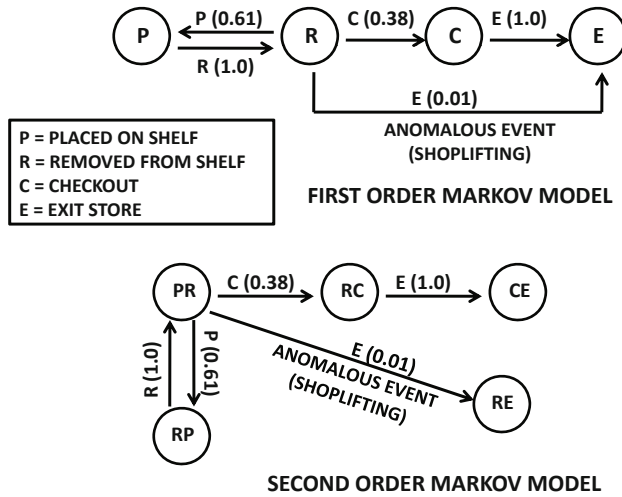 P (0.61)
R (1.0)
C (0.38)
E (1.0)
P
R
C
E
E (0.01)
ANOMALOUS EVENT
(SHOPLIFTING)
P = PLACED ON SHELF
R = REMOVED FROM SHELF
C = CHECKOUT
E = EXIT STORE
FIRST ORDER MARKOV MODEL
PR
C (0.38)
RC
E (1.0)
CE
R (1.0)
P (0.61)
E (0.01)
ANOMALOUS EVENT
(SHOPLIFTING)
RE
RP
SECOND ORDER MARKOV MODEL